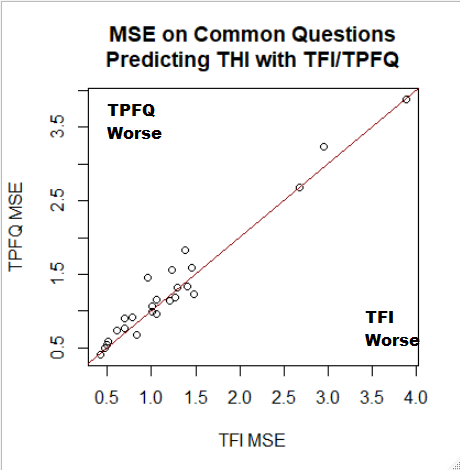 MSE on Common Questions
Predicting THI with TFI/TPFQ
TPFQ
Worse
TPFQ MSE
3.5
2.5
1.5
0.5
TFI
Worse
0.5 1.0 1.5 2.0 2.5 3.0 3.5 4.0
TFI MSE